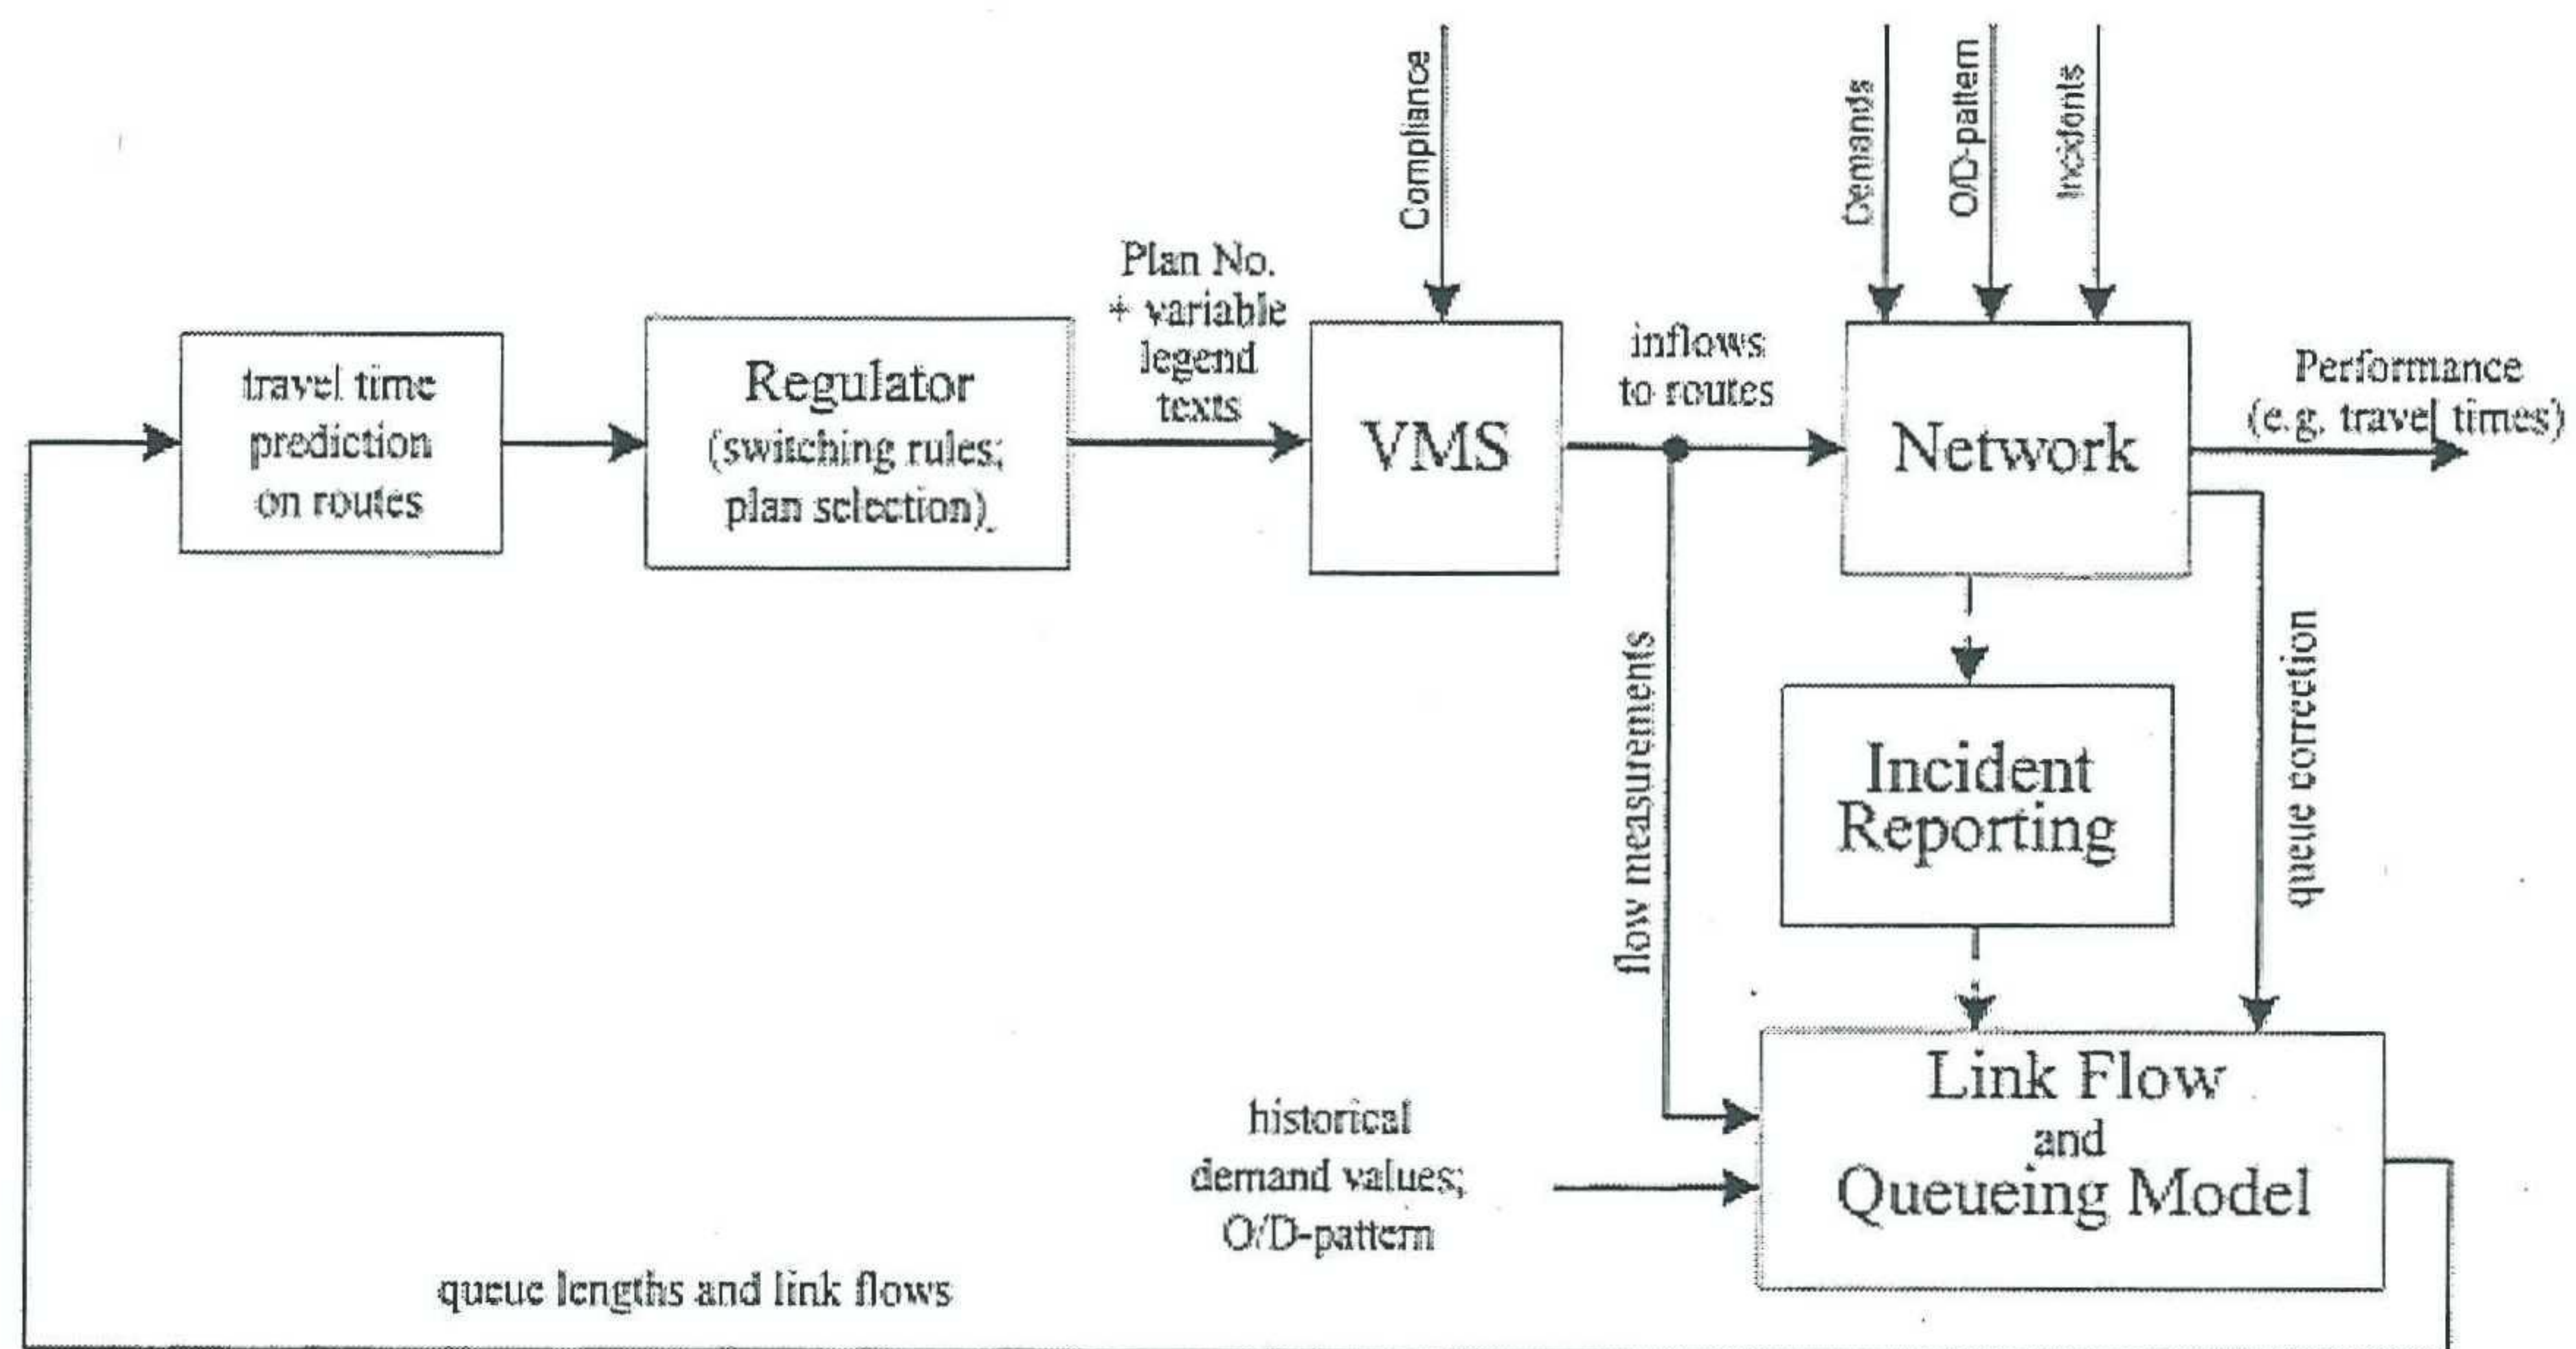 Compliance
Demands
O/D-pattern
Incidents
Plan No.
+ variable
legend
texts
travel time
prediction
on routes
Regulator
(switching rules;
plan selection)
VMS
inflows
to routes
Network
Performance
(e.g. travel times)
flow measurements
Incident
Reporting
queue correction
historical
demand values;
O/D-pattern
Link Flow
and
Queueing Model
queue lengths and link flows